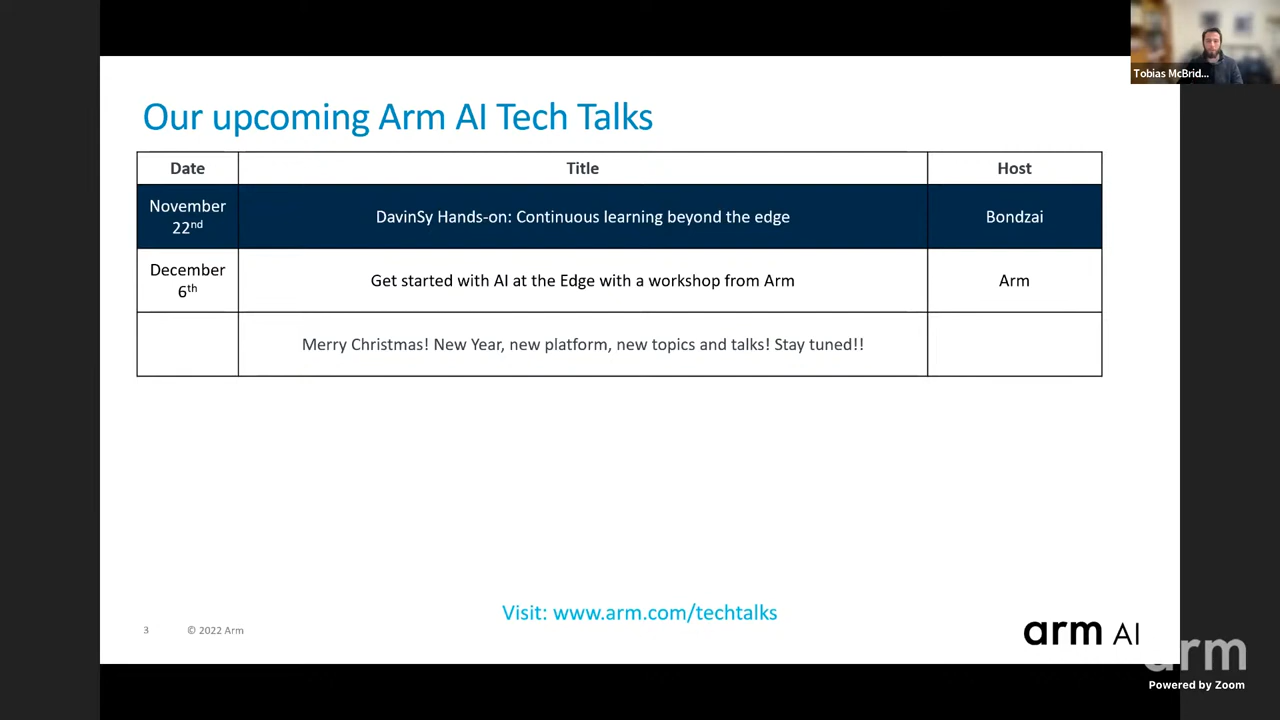 Tobias McBrid...
Our upcoming Arm AI Tech Talks
Date Title Host
November 22nd DavinSy Hands-on: Continuous learning beyond the edge Bondzai
December 6th Get started with AI at the Edge with a workshop from Arm Arm
Merry Christmas! New Year, new platform, new topics and talks! Stay tuned!!
Visit: www.arm.com/techtalks
3 © 2022 Arm
arm AI
arm
Powered by Zoom